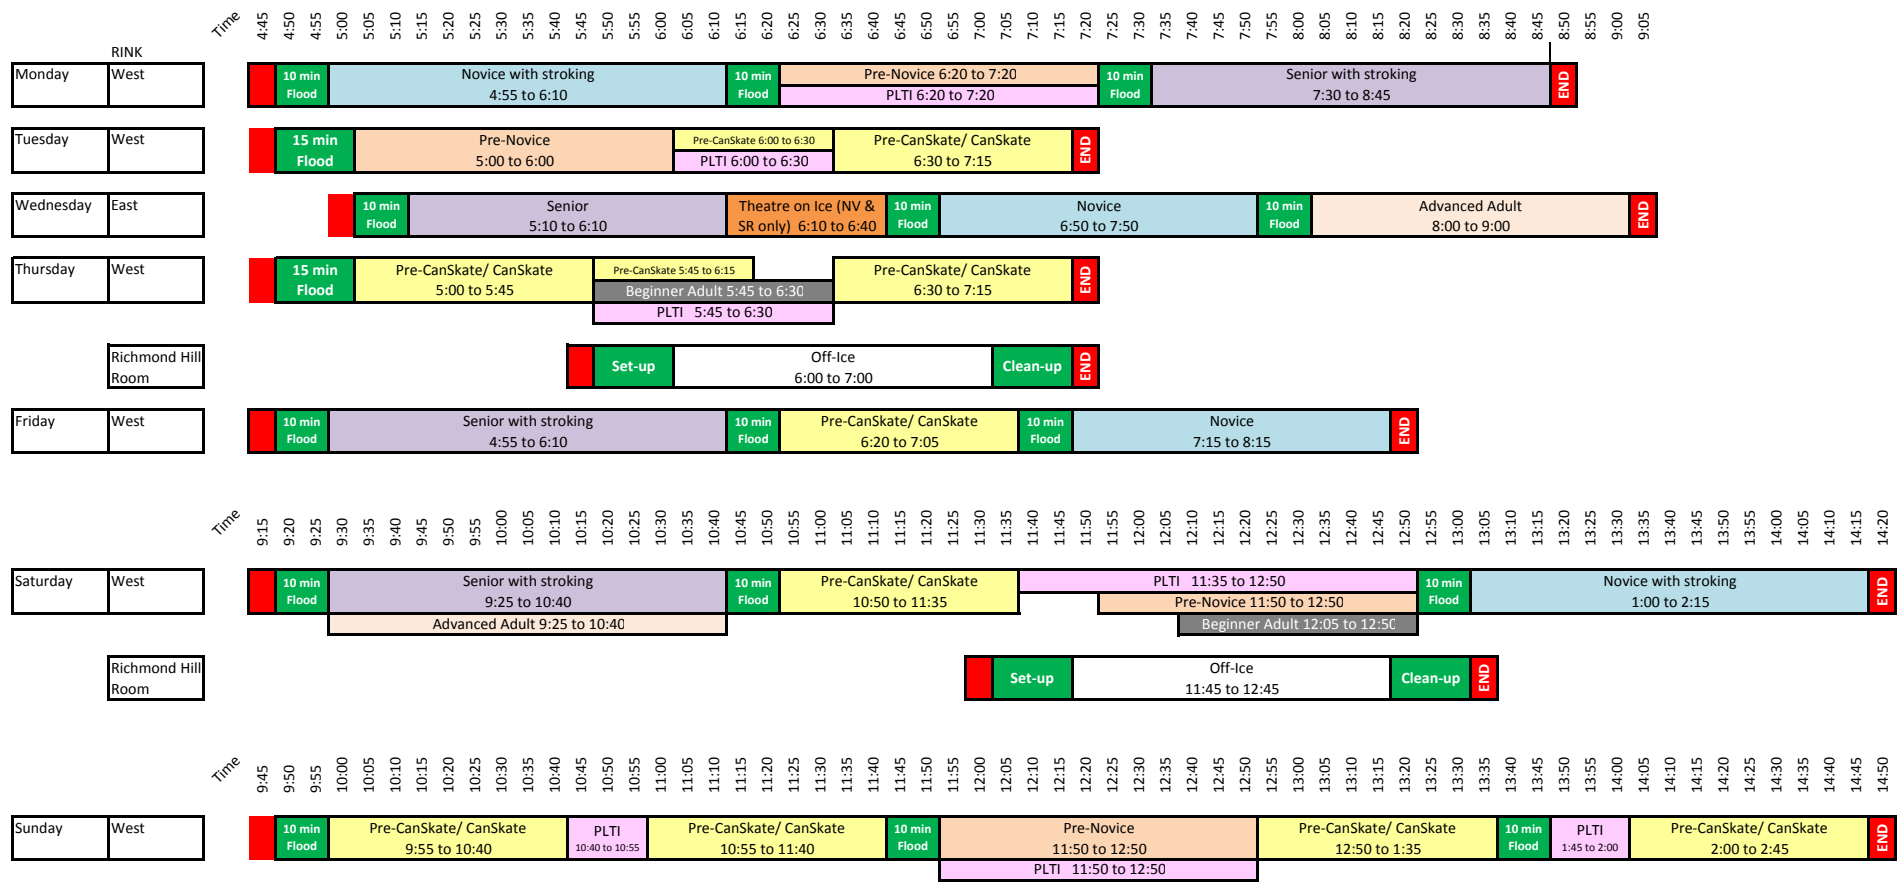 Time 4:45 4:50 4:55 5:00 5:05 5:10 5:15 5:20 5:25 5:30 5:35 5:40 5:45 5:50 5:55 6:00 6:05 6:10 6:15 6:20 6:25 6:30 6:35 6:40 6:45 6:50 6:55 7:00 7:05 7:10 7:15 7:20 7:25 7:30 7:35 7:40 7:45 7:50 7:55 8:00 8:05 8:10 8:15 8:20 8:25 8:30 8:35 8:40 8:45 8:50 8:55 9:00 9:05
RINK
Monday West
10 min
Flood
Novice with stroking
4:55 to 6:10
10 min
Flood
Pre-Novice 6:20 to 7:20
PLTI 6:20 to 7:20
10 min
Flood
Senior with stroking
7:30 to 8:45
END
Tuesday West
15 min
Flood
Pre-Novice
5:00 to 6:00
Pre-CanSkate 6:00 to 6:30
PLTI 6:00 to 6:30
Pre-CanSkate/ CanSkate
6:30 to 7:15
END
Wednesday East
10 min
Flood
Senior
5:10 to 6:10
Theatre on Ice (NV &
SR only) 6:10 to 6:40
10 min
Flood
Novice
6:50 to 7:50
10 min
Flood
Advanced Adult
8:00 to 9:00
END
Thursday West
15 min
Flood
Pre-CanSkate/ CanSkate
5:00 to 5:45
Pre-CanSkate 5:45 to 6:15
Beginner Adult 5:45 to 6:30
PLTI 5:45 to 6:30
Pre-CanSkate/ CanSkate
6:30 to 7:15
END
Richmond Hill
Room
Set-up
Off-Ice
6:00 to 7:00
Clean-up
END
Friday West
10 min
Flood
Senior with stroking
4:55 to 6:10
10 min
Flood
Pre-CanSkate/ CanSkate
6:20 to 7:05
10 min
Flood
Novice
7:15 to 8:15
END
Time 9:15 9:20 9:25 9:30 9:35 9:40 9:45 9:50 9:55 10:00 10:05 10:10 10:15 10:20 10:25 10:30 10:35 10:40 10:45 10:50 10:55 11:00 11:05 11:10 11:15 11:20 11:25 11:30 11:35 11:40 11:45 11:50 11:55 12:00 12:05 12:10 12:15 12:20 12:25 12:30 12:35 12:40 12:45 12:50 12:55 13:00 13:05 13:10 13:15 13:20 13:25 13:30 13:35 13:40 13:45 13:50 13:55 14:00 14:05 14:10 14:15 14:20
Saturday West
10 min
Flood
Senior with stroking
9:25 to 10:40
Advanced Adult 9:25 to 10:40
10 min
Flood
Pre-CanSkate/ CanSkate
10:50 to 11:35
PLTI 11:35 to 12:50
Pre-Novice 11:50 to 12:50
Beginner Adult 12:05 to 12:50
10 min
Flood
Novice with stroking
1:00 to 2:15
END
Richmond Hill
Room
Set-up
Off-Ice
11:45 to 12:45
Clean-up
END
Time 9:45 9:50 9:55 10:00 10:05 10:10 10:15 10:20 10:25 10:30 10:35 10:40 10:45 10:50 10:55 11:00 11:05 11:10 11:15 11:20 11:25 11:30 11:35 11:40 11:45 11:50 11:55 12:00 12:05 12:10 12:15 12:20 12:25 12:30 12:35 12:40 12:45 12:50 12:55 13:00 13:05 13:10 13:15 13:20 13:25 13:30 13:35 13:40 13:45 13:50 13:55 14:00 14:05 14:10 14:15 14:20 14:25 14:30 14:35 14:40 14:45 14:50
Sunday West
10 min
Flood
Pre-CanSkate/ CanSkate
9:55 to 10:40
PLTI
10:40 to 10:55
Pre-CanSkate/ CanSkate
10:55 to 11:40
10 min
Flood
Pre-Novice
11:50 to 12:50
PLTI 11:50 to 12:50
Pre-CanSkate/ CanSkate
12:50 to 1:35
10 min
Flood
PLTI
1:45 to 2:00
Pre-CanSkate/ CanSkate
2:00 to 2:45
END